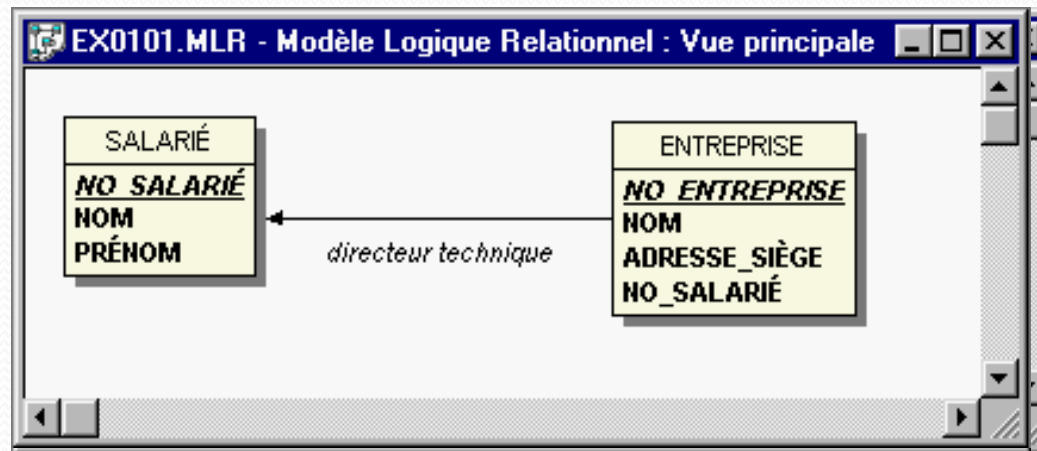 EX0101.MLR - Modèle Logique Relationnel : Vue principale
SALARIÉ
NO_SALARIÉ
NOM
PRÉNOM
directeur technique
ENTREPRISE
NO_ENTREPRISE
NOM
ADRESSE_SIÈGE
NO_SALARIÉ